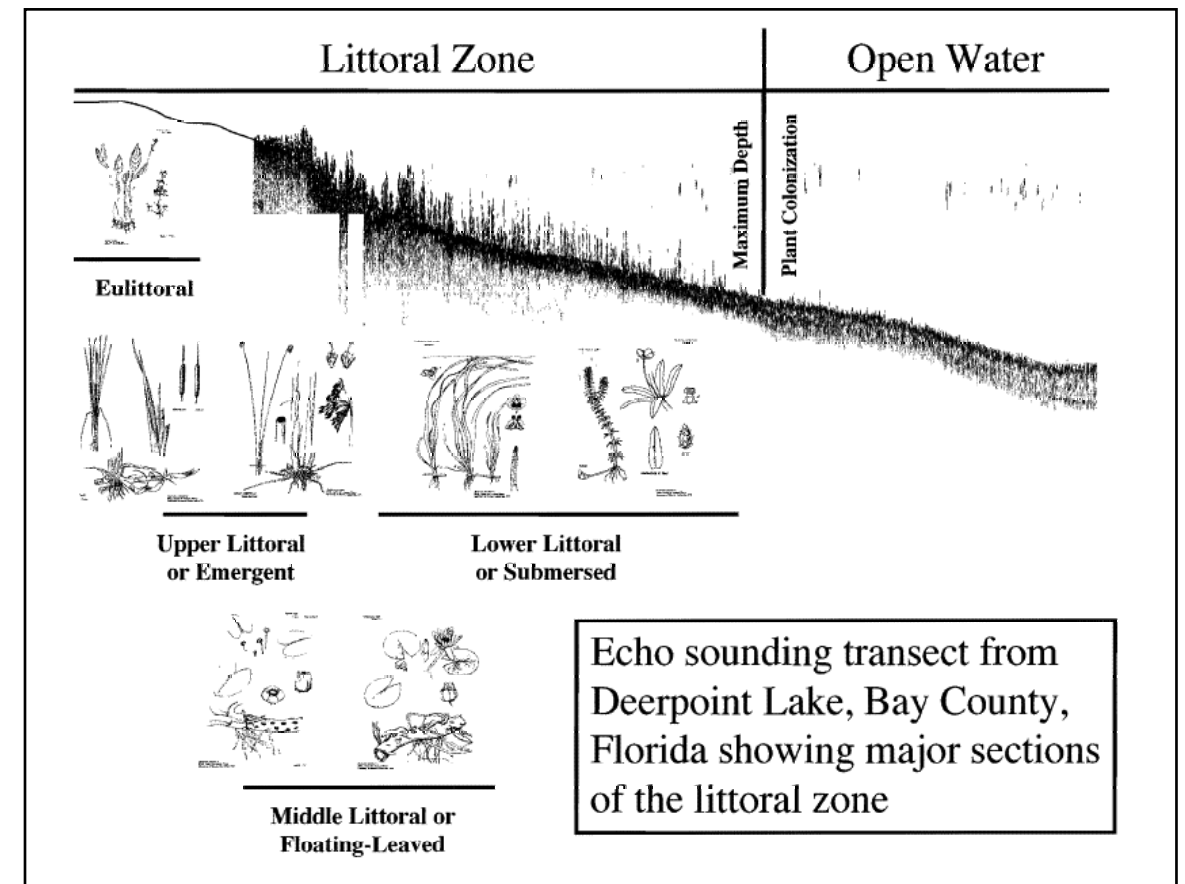 Littoral Zone
Open Water
Maximum Depth
Plant Colonization
Eulittoral
Upper Littoral
or Emergent
Lower Littoral
or Submersed
Middle Littoral or
Floating-Leaved
Echo sounding transect from
Deerpoint Lake, Bay County,
Florida showing major sections
of the littoral zone